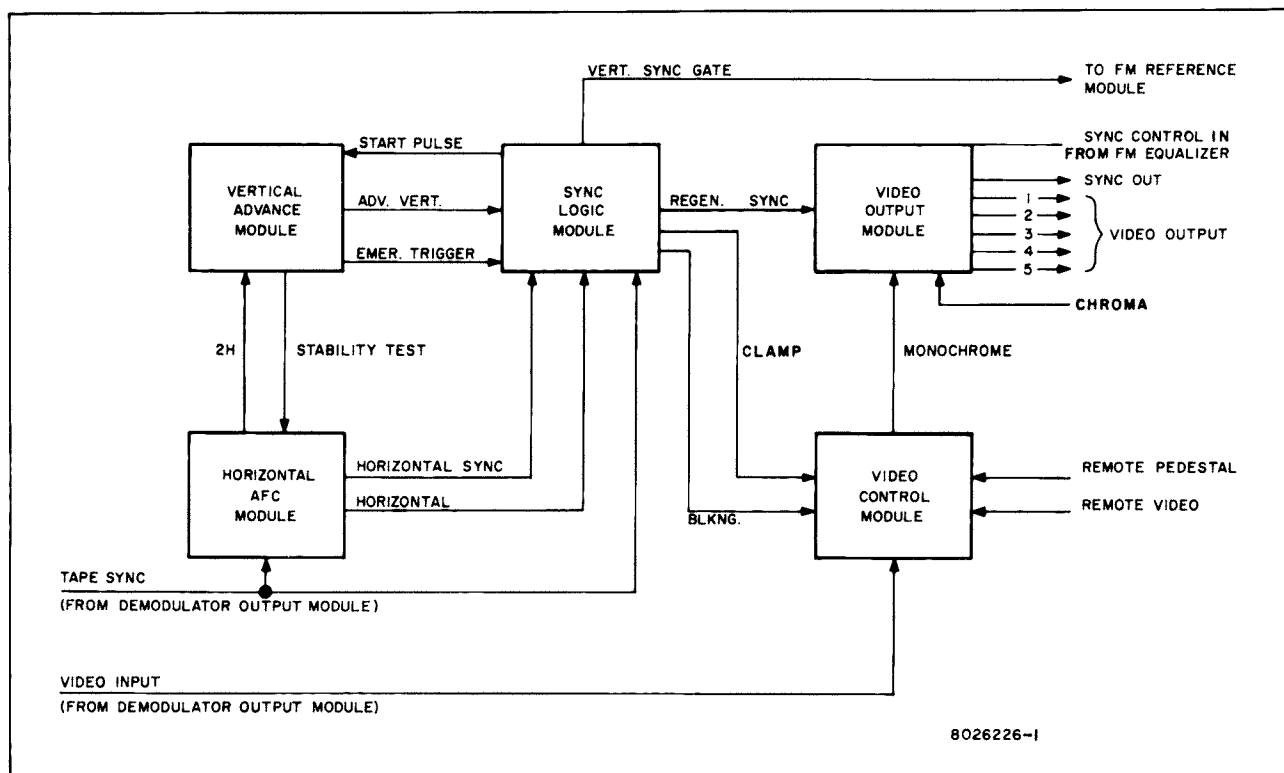 VERT. SYNC GATE
TO FM REFERENCE
MODULE
START PULSE
SYNC CONTROL IN
FROM FM EQUALIZER
VERTICAL
ADVANCE
MODULE
ADV. VERT.
SYNC
LOGIC
MODULE
REGEN. SYNC
VIDEO
OUTPUT
MODULE
SYNC OUT
1
2
3
4
5
VIDEO OUTPUT
EMER. TRIGGER
CHROMA
2H
STABILITY TEST
CLAMP
MONOCHROME
HORIZONTAL
AFC
MODULE
HORIZONTAL SYNC
HORIZONTAL
BLKNG.
VIDEO
CONTROL
MODULE
REMOTE PEDESTAL
REMOTE VIDEO
TAPE SYNC
(FROM DEMODULATOR OUTPUT MODULE)
VIDEO INPUT
(FROM DEMODULATOR OUTPUT MODULE)
8026226-1